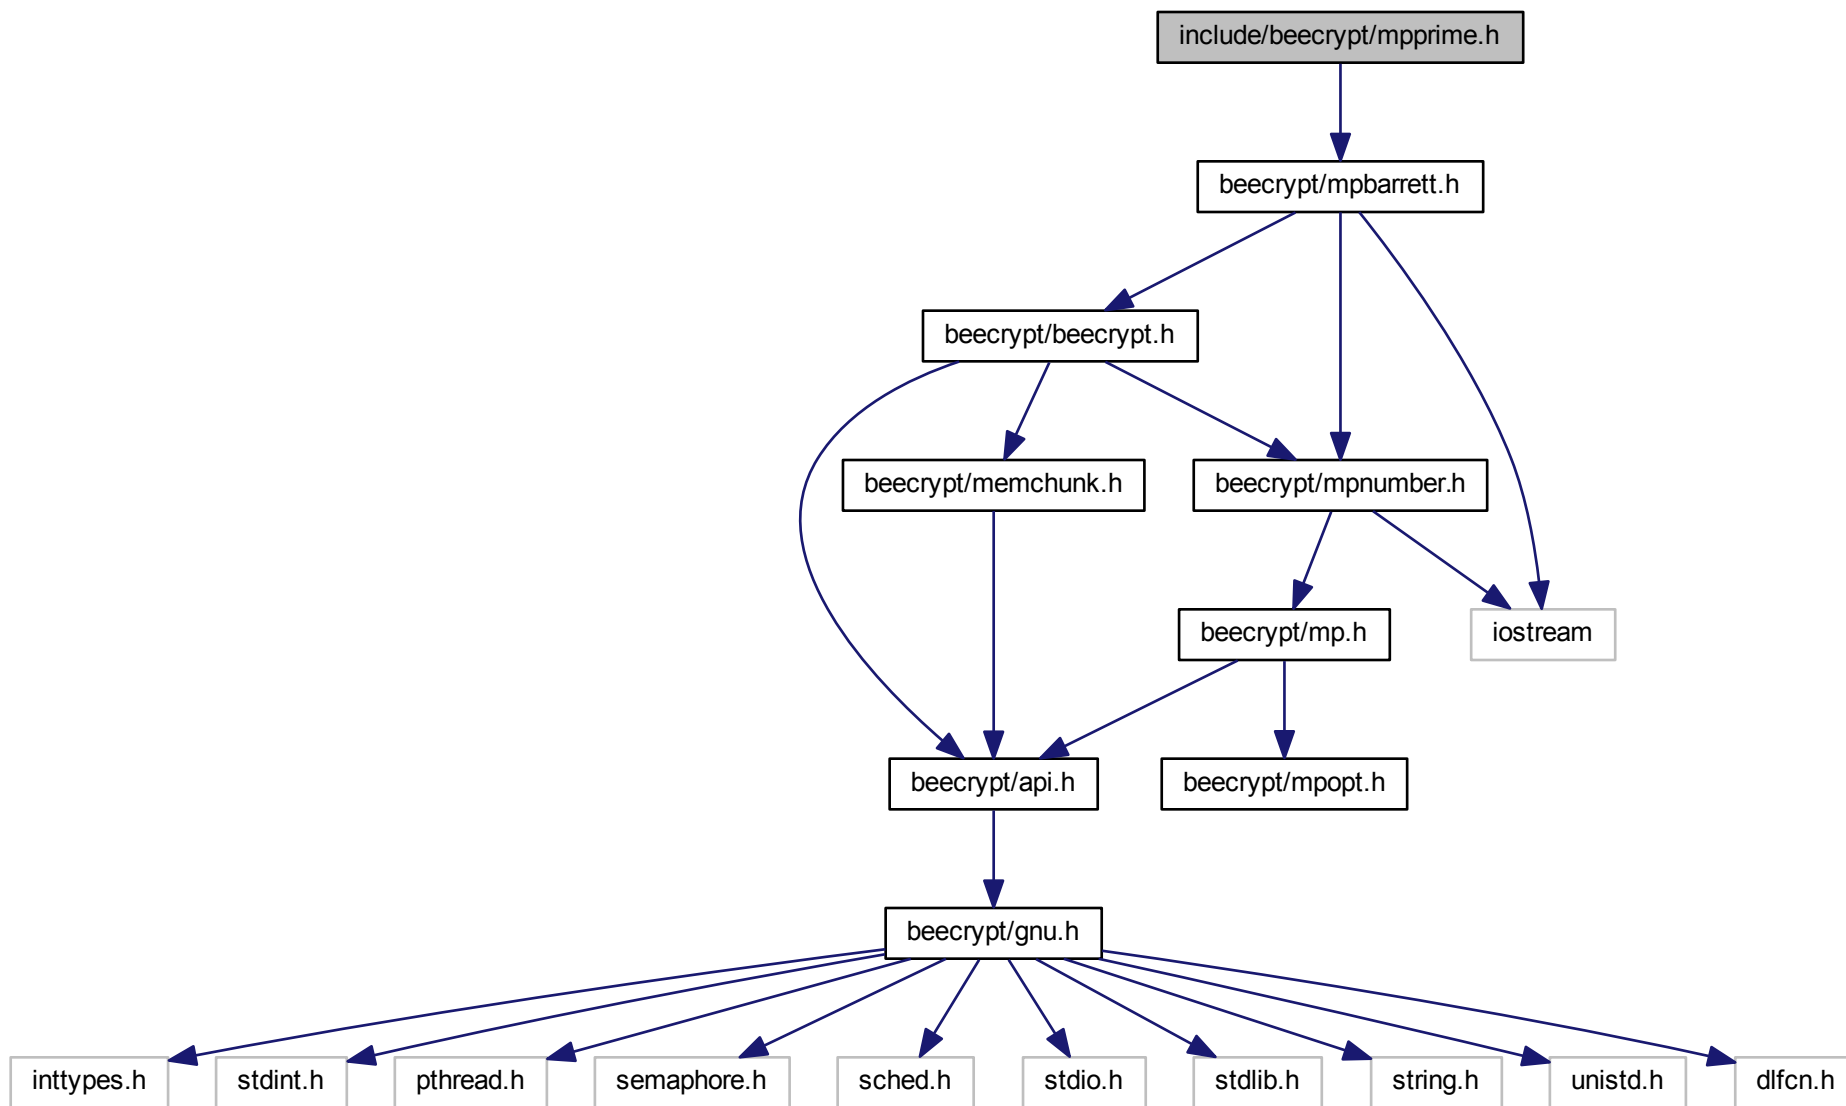 include/beecrypt/mpprime.h
beecrypt/mpbarrett.h
beecrypt/beecrypt.h
beecrypt/memchunk.h
beecrypt/mpnumber.h
beecrypt/mp.h
iostream
beecrypt/api.h
beecrypt/mpopt.h
beecrypt/gnu.h
inttypes.h
stdint.h
pthread.h
semaphore.h
sched.h
stdio.h
stdlib.h
string.h
unistd.h
dlfcn.h